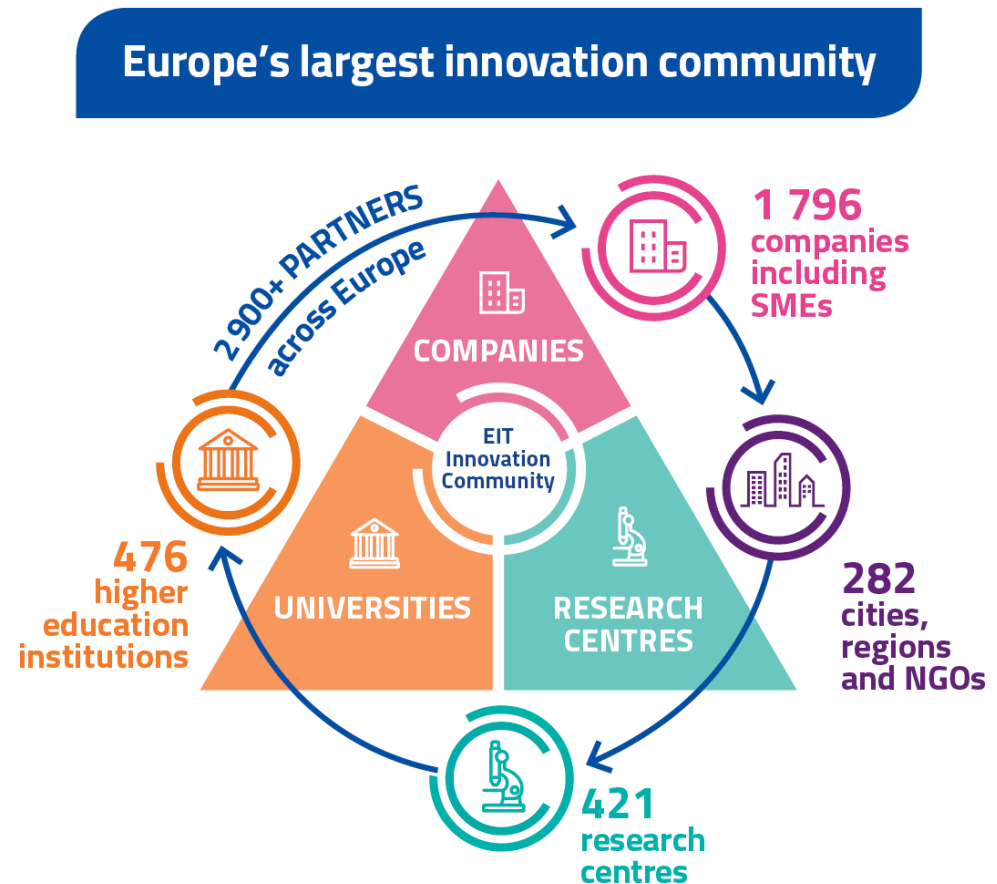 Europe's largest innovation community
2 900+ PARTNERS
across Europe
1 796
companies
including
SMEs
COMPANIES
EIT
Innovation
Community
282
cities,
regions
and NGOs
476
higher
education
institutions
UNIVERSITIES
RESEARCH
CENTRES
421
research
centres